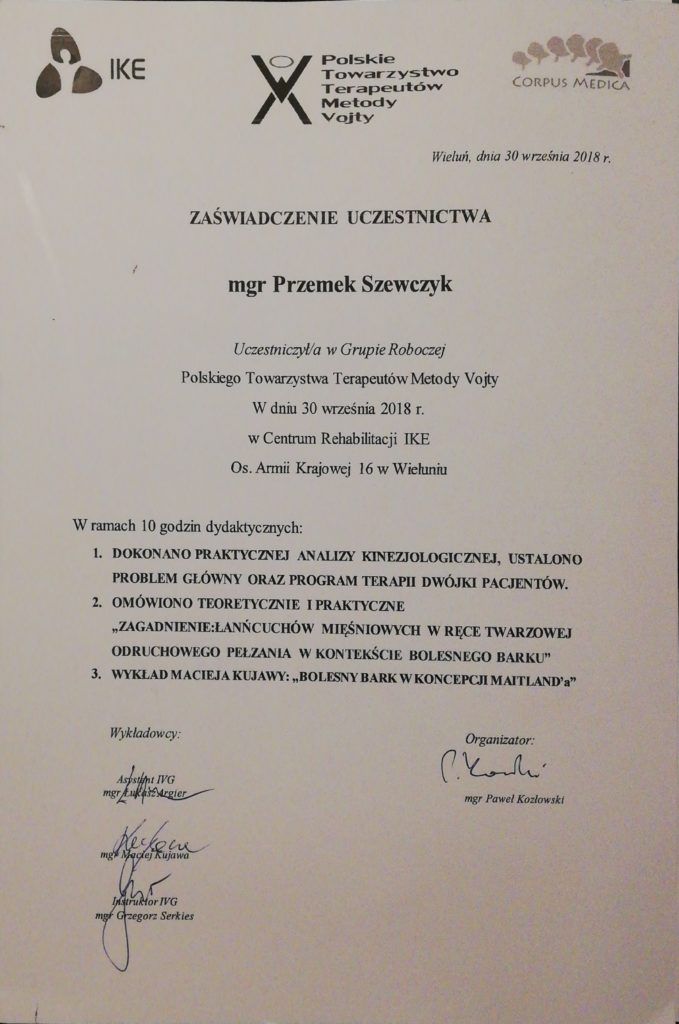 IKE
Polskie
Towarzystwo
Terapeutów
Metody
Vojty
CORPUS MEDICA
Wieluń, dnia 30 września 2018 r.
ZAŚWIADCZENIE UCZESTNICTWA
mgr Przemek Szewczyk
Uczestniczył/a w Grupie Roboczej
Polskiego Towarzystwa Terapeutów Metody Vojty
W dniu 30 września 2018 r.
w Centrum Rehabilitacji IKE
Os. Armii Krajowej 16 w Wieluniu
W ramach 10 godzin dydaktycznych:
1. DOKONANO PRAKTYCZNEJ ANALIZY KINEZJOLOGICZNEJ, USTALONO
PROBLEM GŁÓWNY ORAZ PROGRAM TERAPII DWÓJKI PACJENTÓW.
2. OMÓWIONO TEORETYCZNIE I PRAKTYCZNE
„ZAGADNIENIE:ŁANŃCUCHÓW MIĘŚNIOWYCH W RĘCE TWARZOWEJ
ODRUCHOWEGO PEŁZANIA W KONTEKŚCIE BOLESNEGO BARKU”
3. WYKŁAD MACIEJA KUJAWY: „BOLESNY BARK W KONCEPCJI MAITLAND’a”
Wykładowcy:
Organizator:
Asystent IVG
mgr Łukasz Argier
mgr Paweł Kozłowski
mgr Maciej Kujawa
Instruktor IVG
mgr Grzegorz Serkies